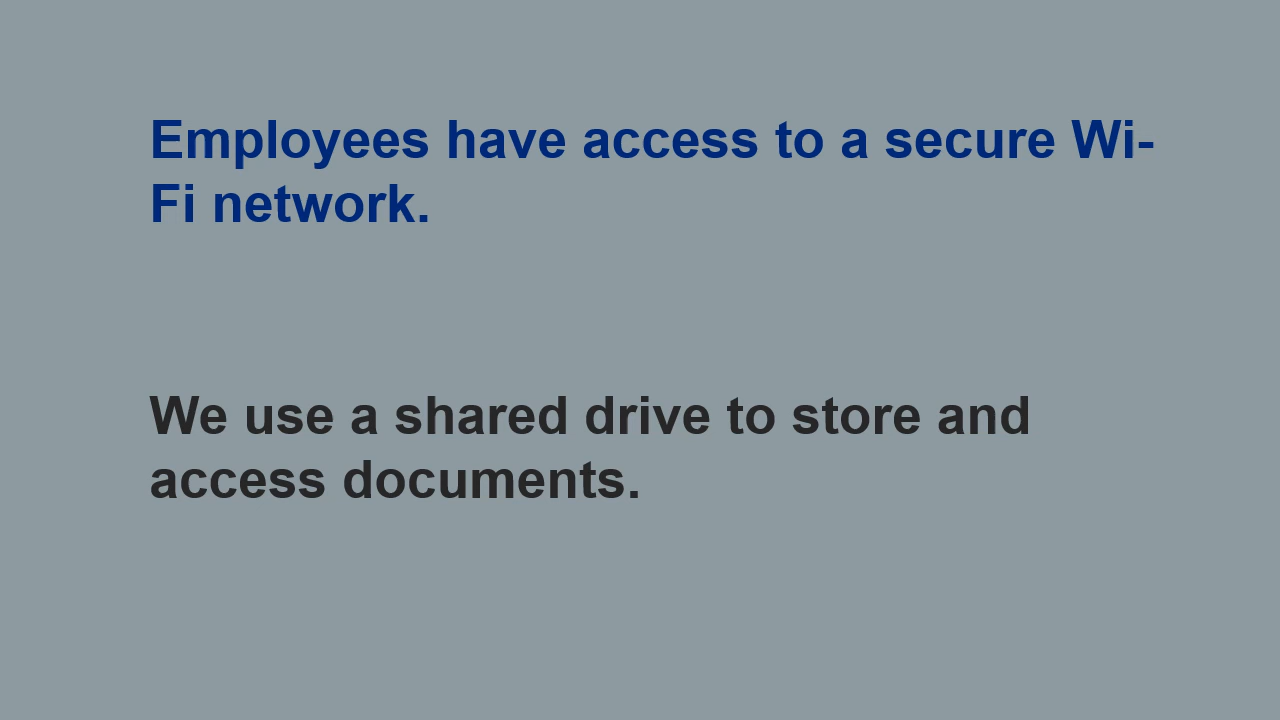 Employees have access to a secure Wi-
Fi network.
We use a shared drive to store and
access documents.